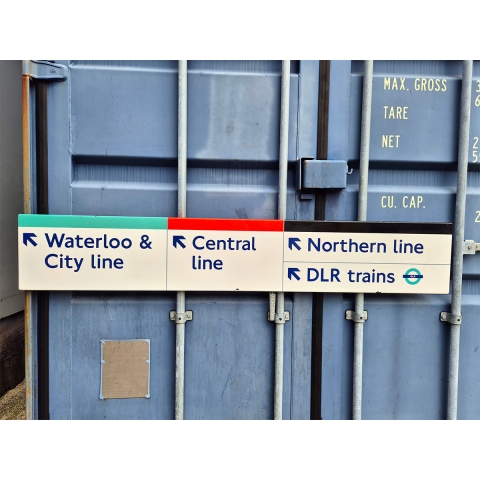 MAX. GROSS
TARE
NET
CU. CAP.
Waterloo &
City line
Central
line
Northern line
DLR trains